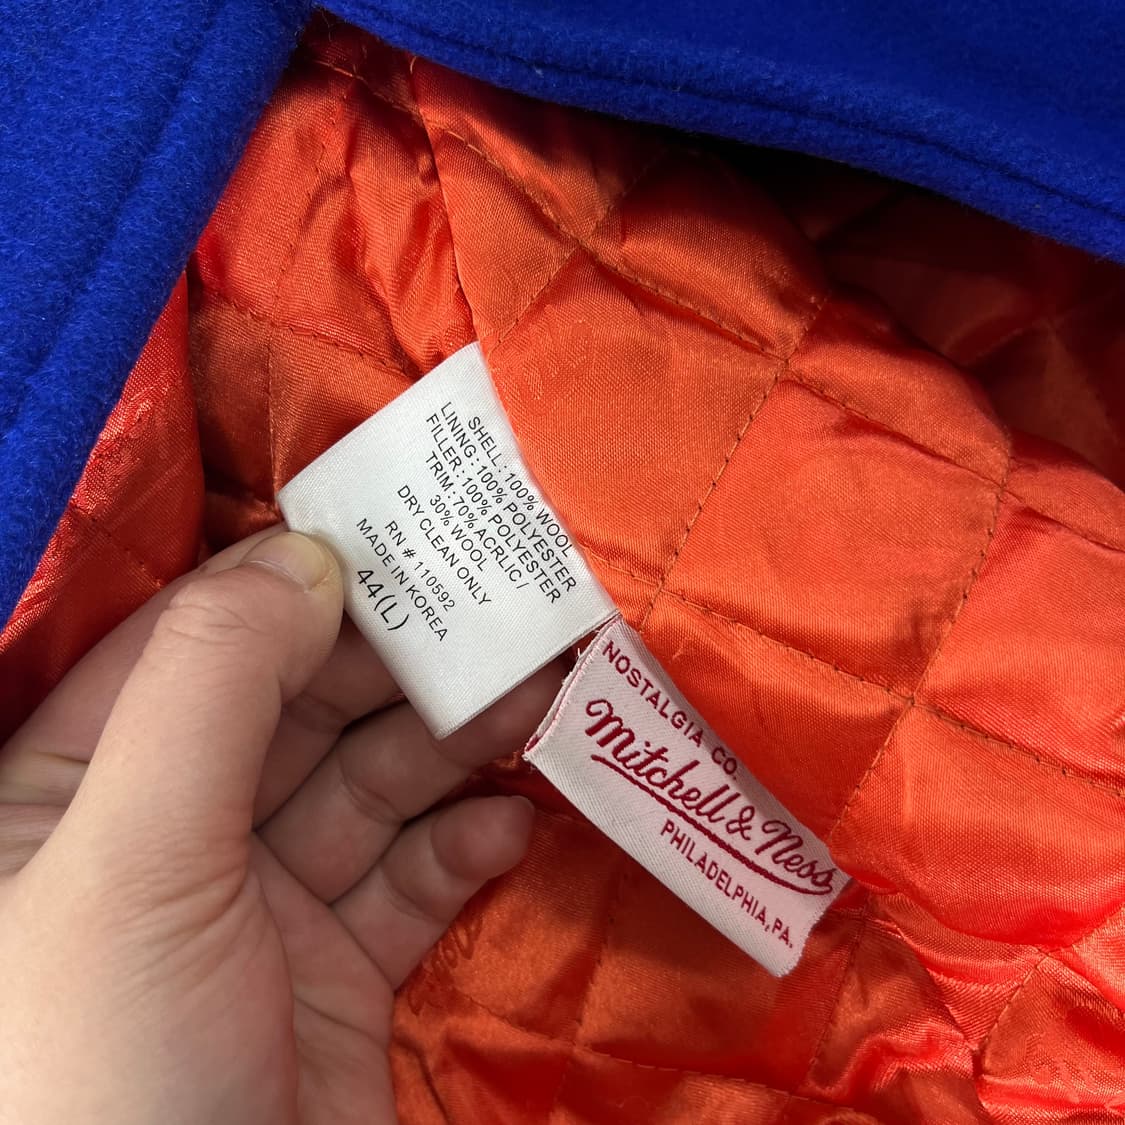 SHELL : 100% WOOL
LINING : 100% POLYESTER
FILLER : 100% POLYESTER
TRIM : 70% ACRLIC/
30% WOOL
DRY CLEAN ONLY
RN # 110592
MADE IN KOREA
44(L)
NOSTALGIA CO.
Mitchell & Ness
PHILADELPHIA, PA.